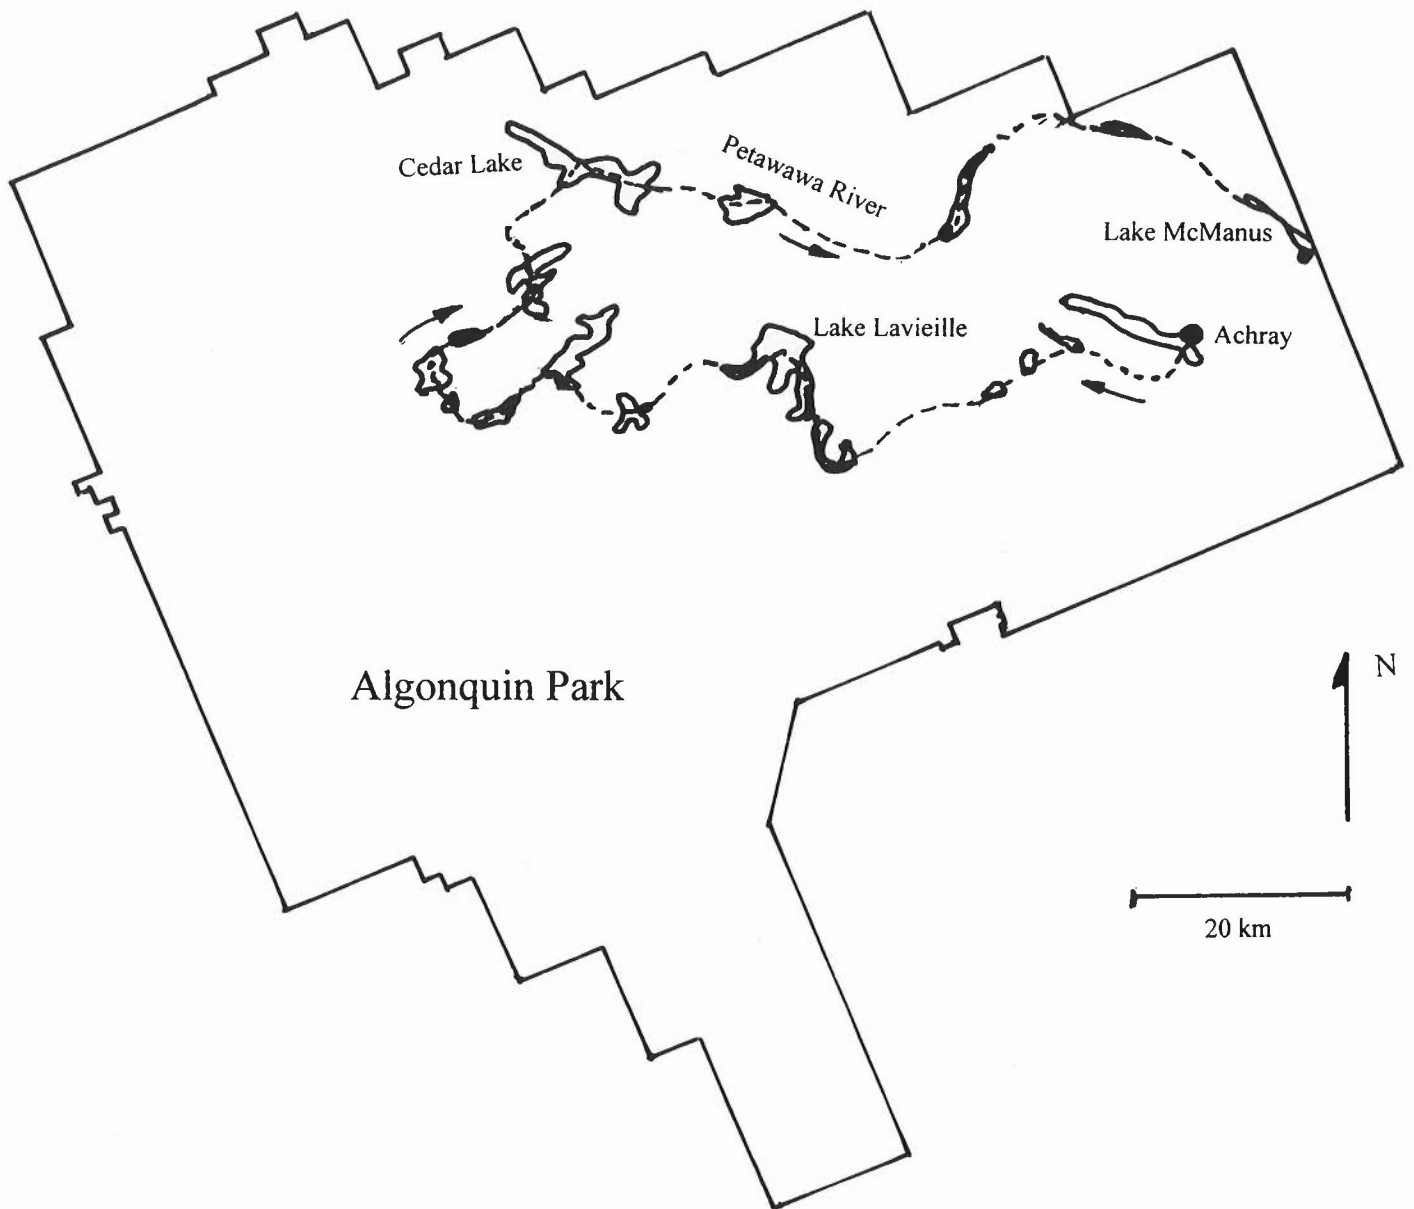 Cedar Lake
Petawawa River
Lake McManus
Lake Lavieille
Achray
Algonquin Park
N
20 km